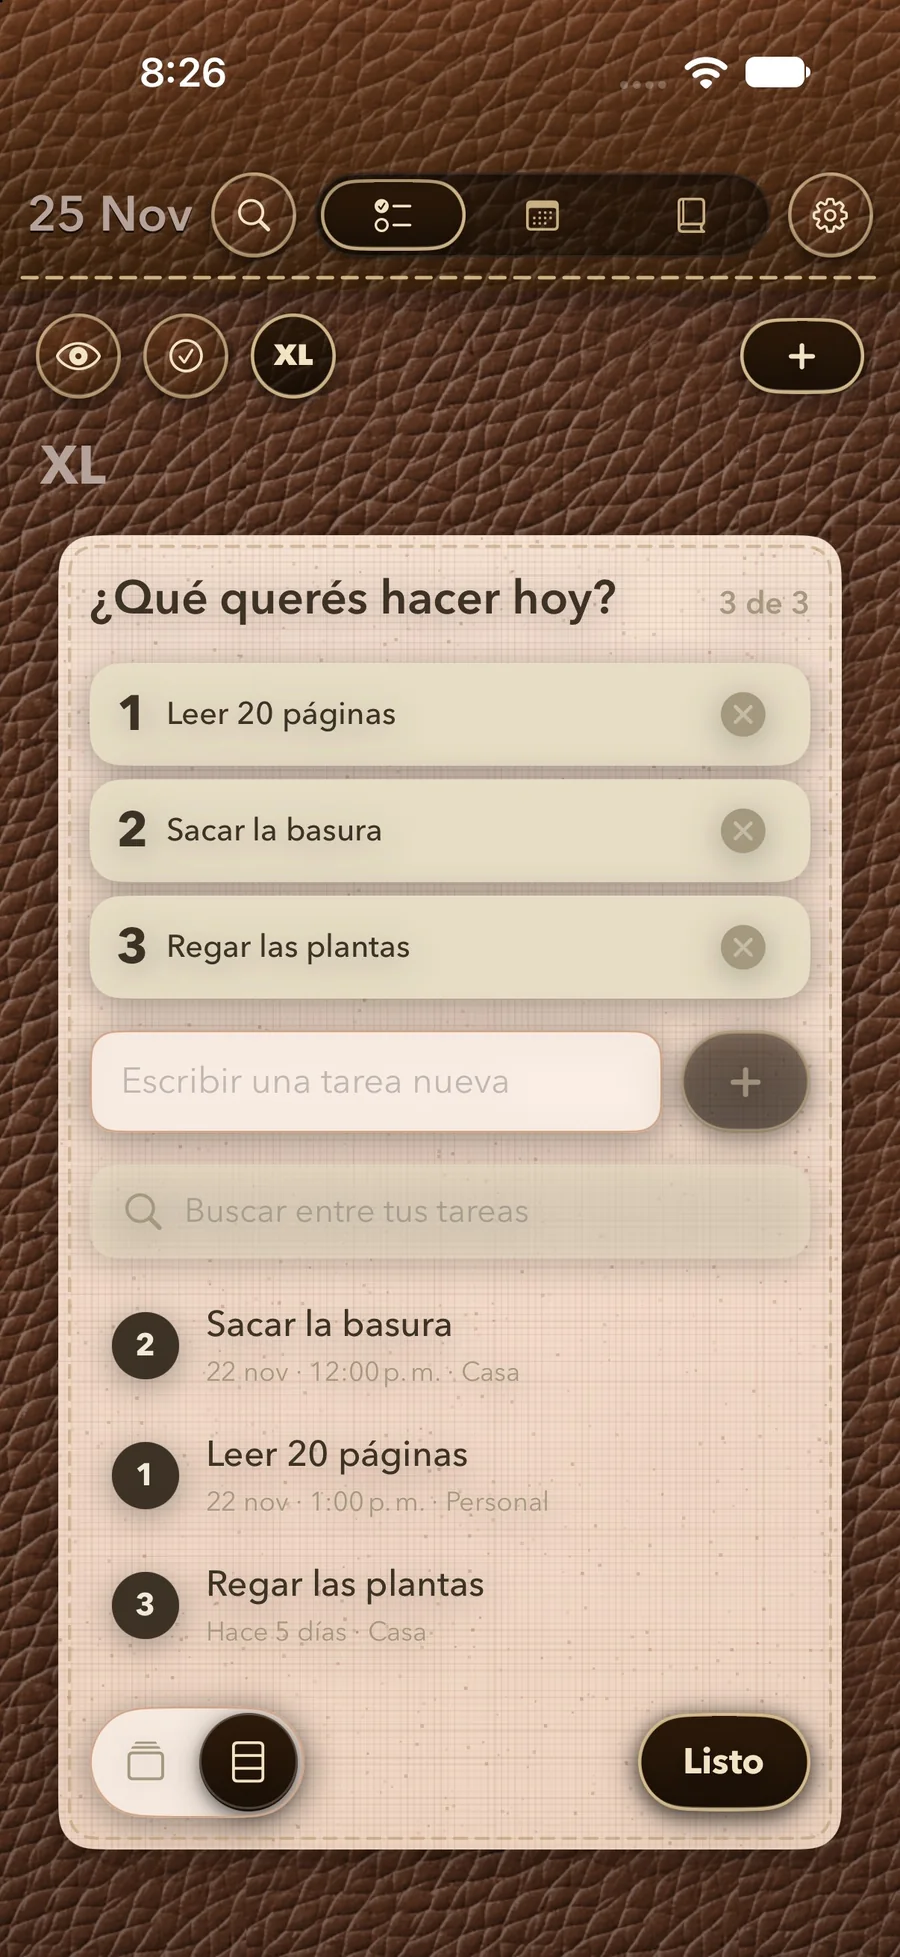 8:26
25 Nov
XL
XL
¿Qué querés hacer hoy?
3 de 3
1 Leer 20 páginas
2 Sacar la basura
3 Regar las plantas
Escribir una tarea nueva
+
Buscar entre tus tareas
2 Sacar la basura
22 nov · 12:00 p. m. · Casa
1 Leer 20 páginas
22 nov · 1:00 p. m. · Personal
3 Regar las plantas
Hace 5 días · Casa
Listo